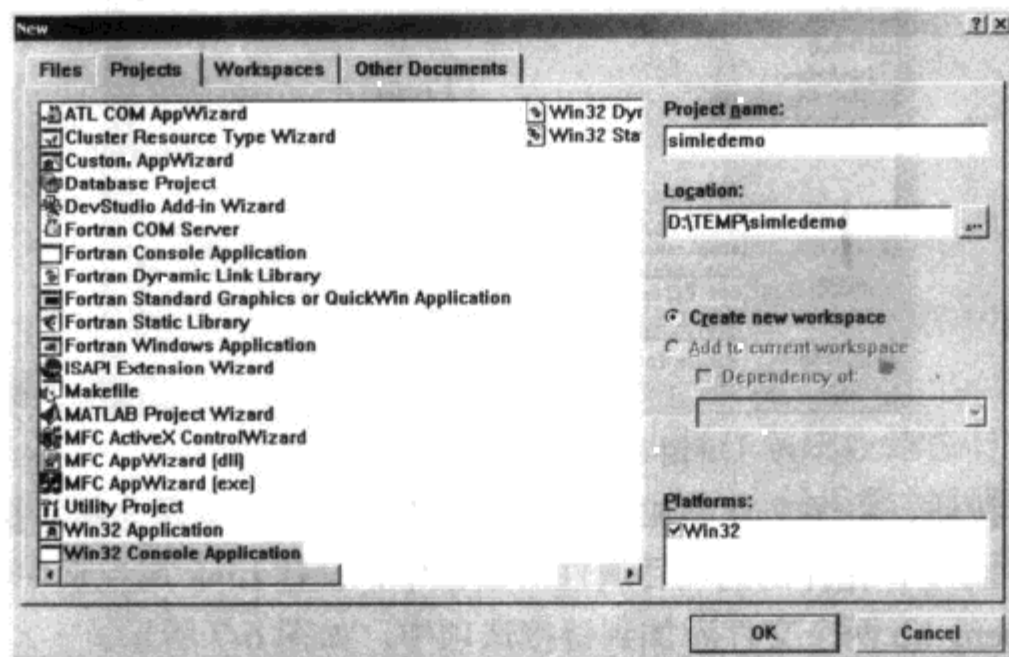 New
Files
Projects
Workspaces
Other Documents
ATL COM AppWizard
Cluster Resource Type Wizard
Custom AppWizard
Database Project
DevStudio Add-in Wizard
Fortran COM Server
Fortran Console Application
Fortran Dynamic Link Library
Fortran Standard Graphics or QuickWin Application
Fortran Static Library
Fortran Windows Application
ISAPI Extension Wizard
Makefile
MATLAB Project Wizard
MFC ActiveX ControlWizard
MFC AppWizard (dll)
MFC AppWizard (exe)
Utility Project
Win32 Application
Win32 Console Application
Win32 Dyr
Win32 Sta
Project name:
simledemo
Location:
D:\TEMP\simledemo
...
Create new workspace
Add to current workspace
Dependency of:
Platforms:
Win32
OK
Cancel